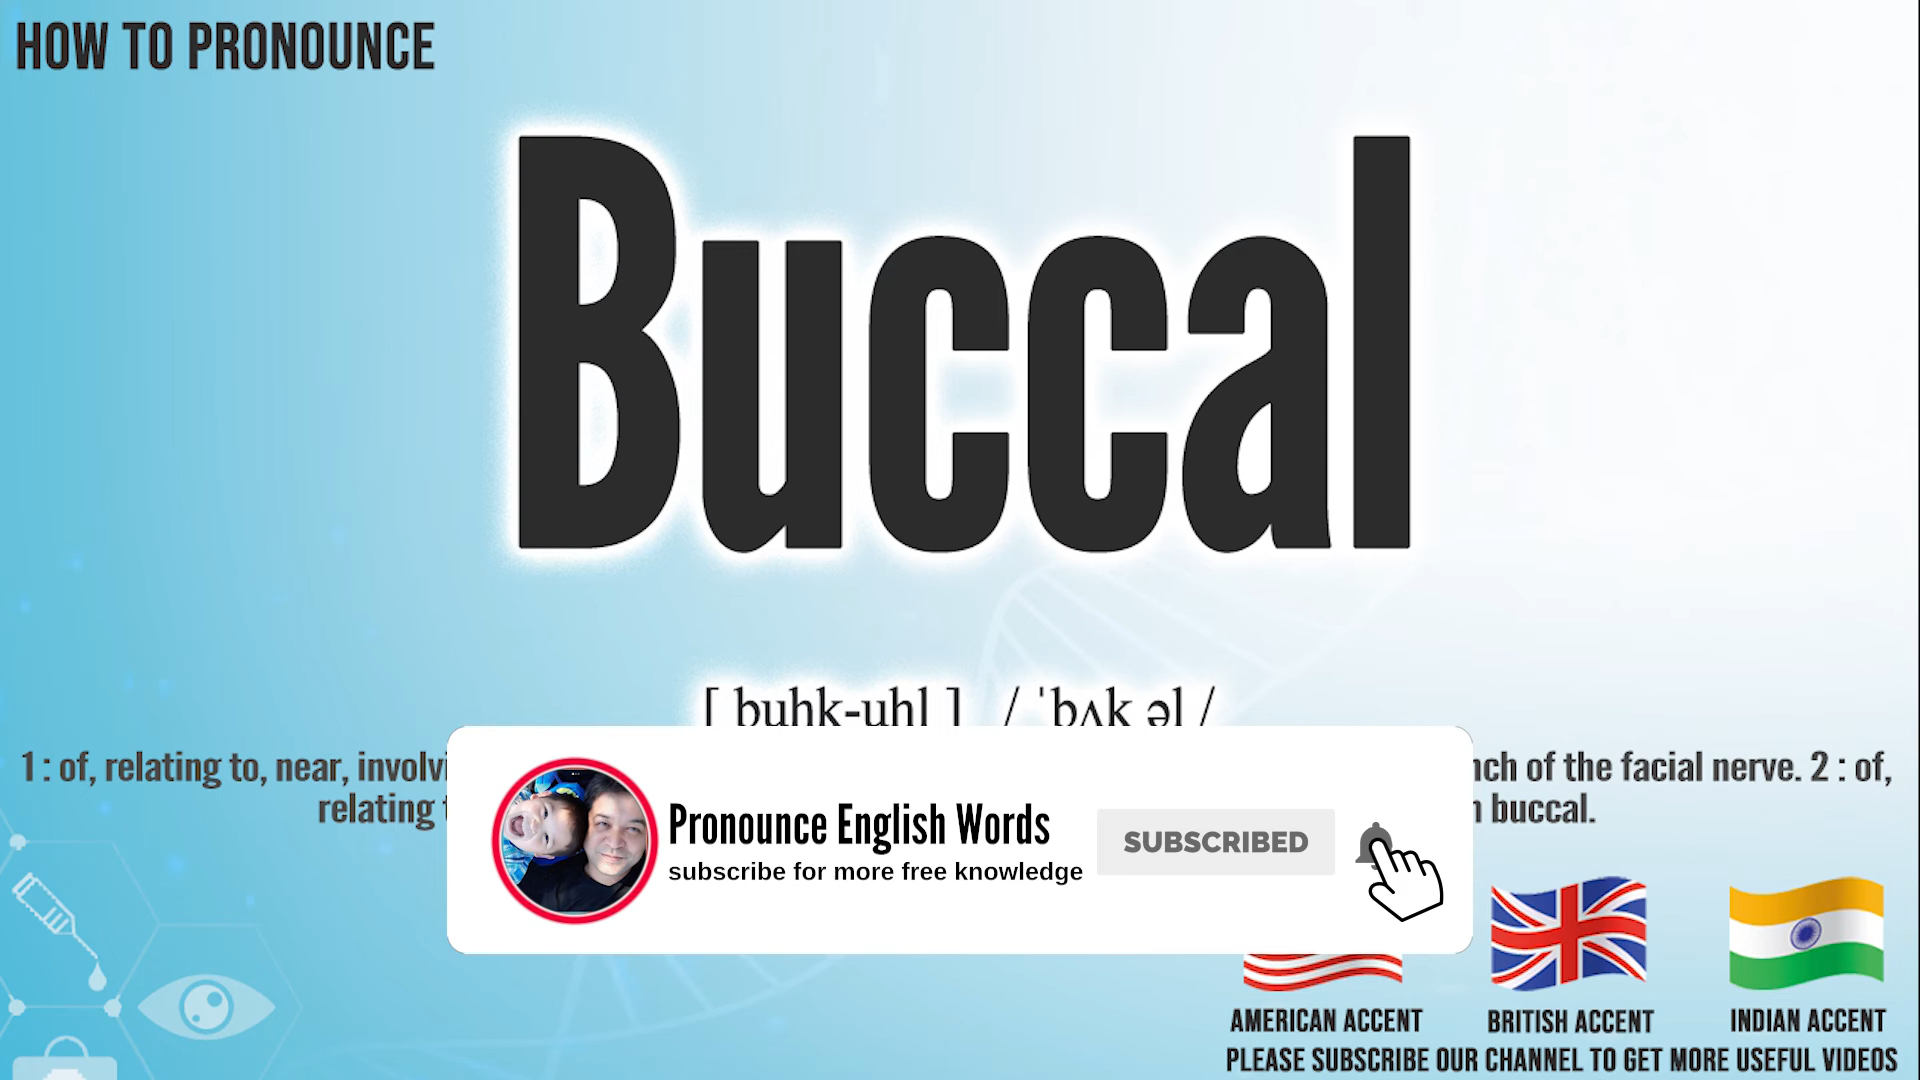 HOW TO PRONOUNCE
Buccal
[ buhk-uhl ] / ˈbʌk əl /
1 : of, relating to, near, involvi nch of the facial nerve. 2 : of,
relating buccal.
Pronounce English Words
subscribe for more free knowledge
SUBSCRIBED
AMERICAN ACCENT
BRITISH ACCENT
INDIAN ACCENT
PLEASE SUBSCRIBE OUR CHANNEL TO GET MORE USEFUL VIDEOS